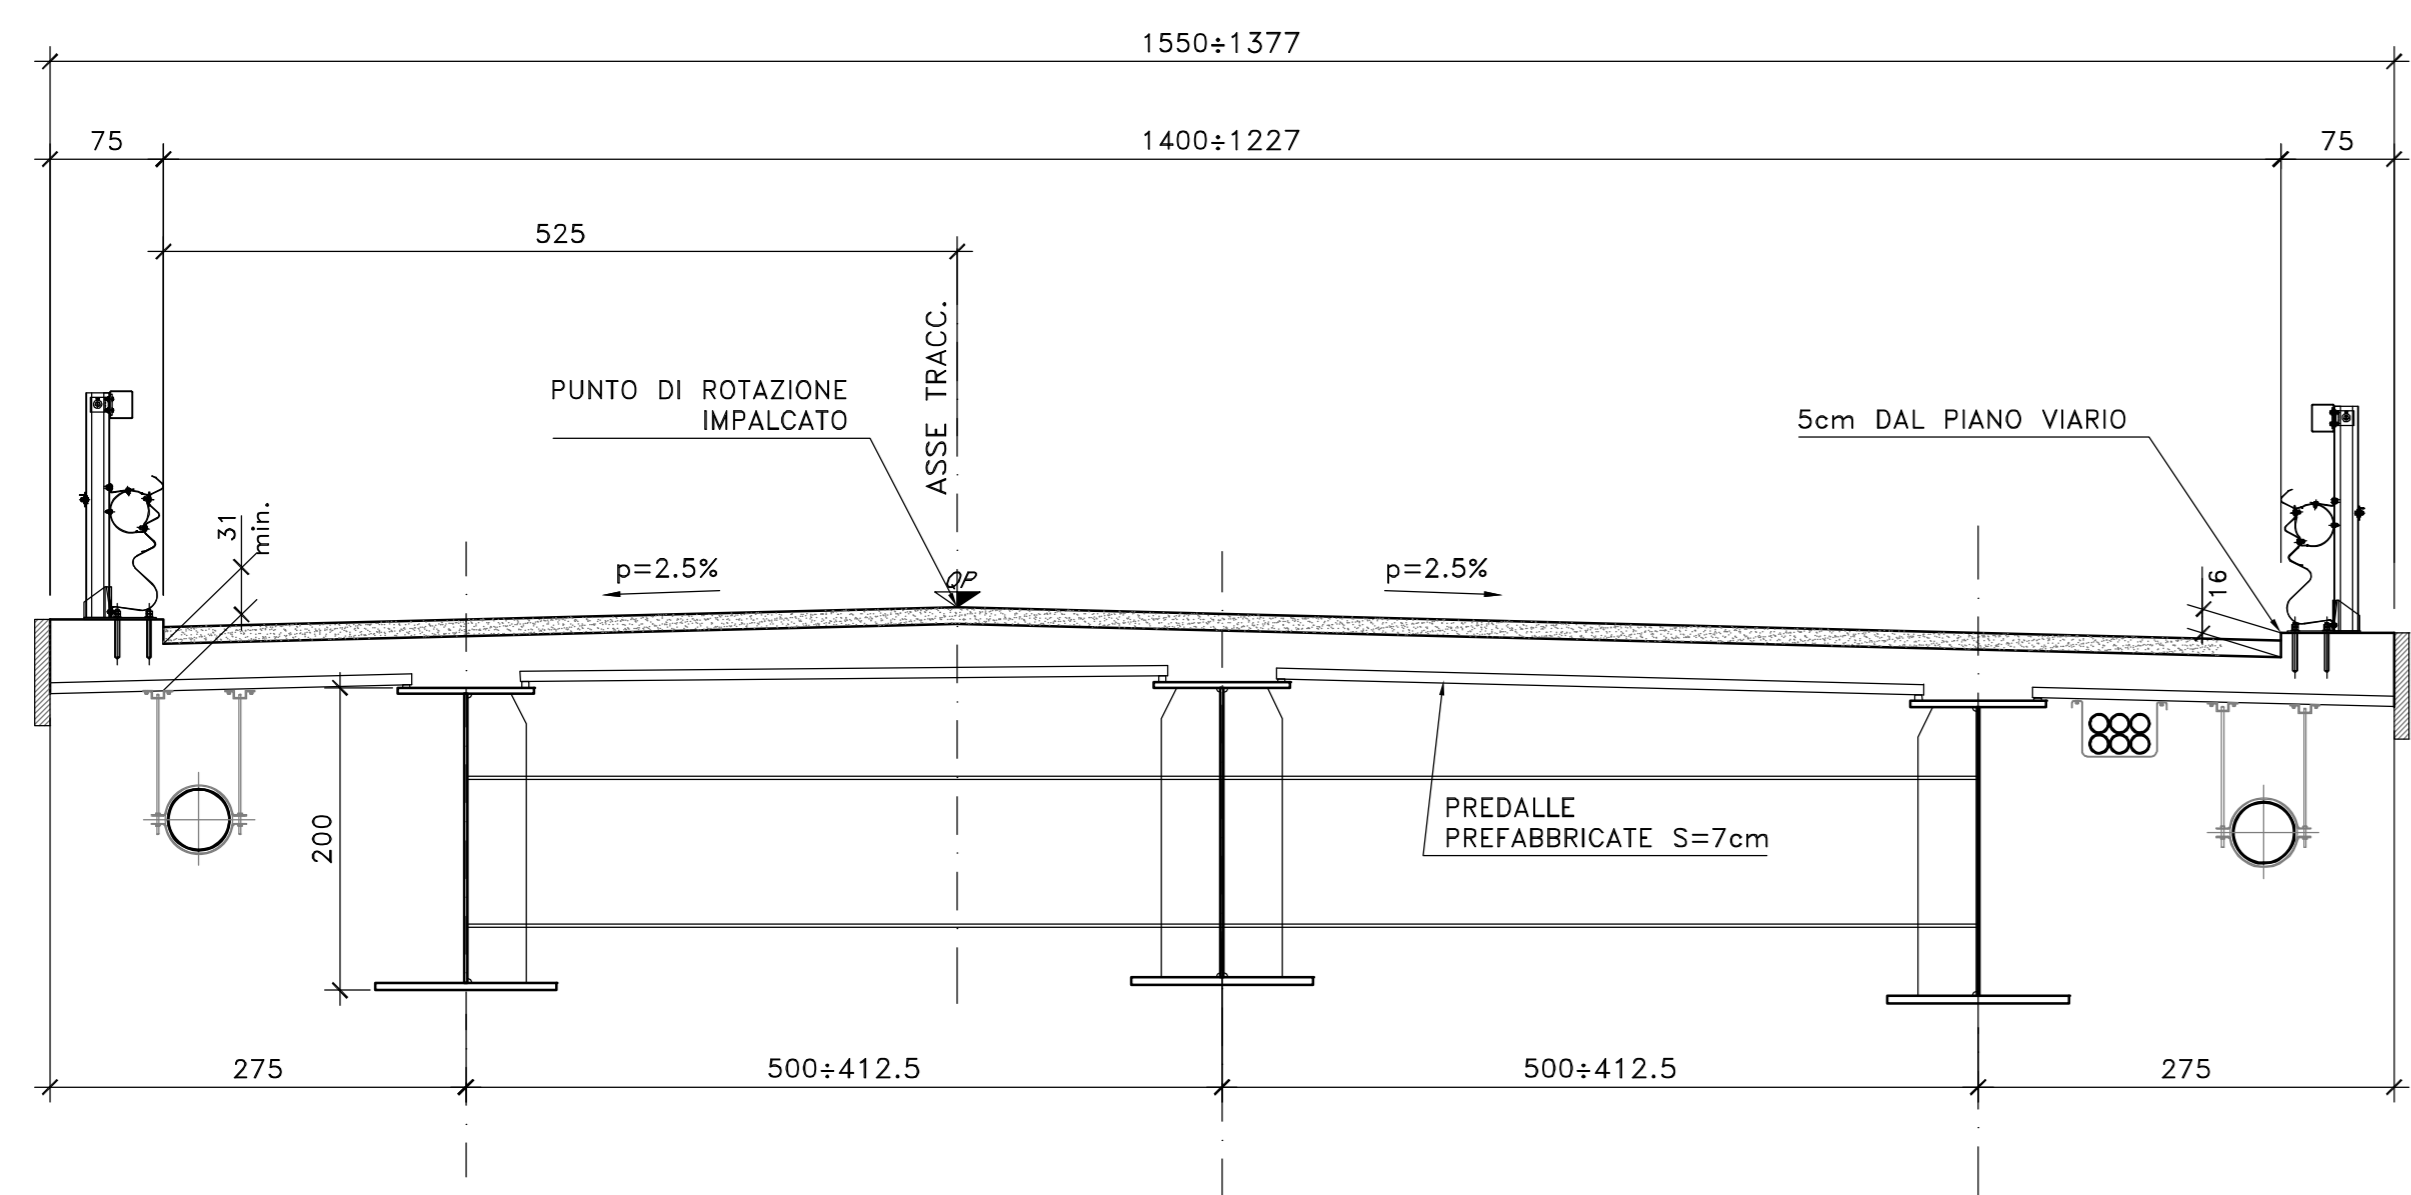 1550÷1377
75
1400÷1227
75
525
ASSE TRACC.
PUNTO DI ROTAZIONE
IMPALCATO
5cm DAL PIANO VIARIO
31
min.
p=2.5%
QP
p=2.5%
16
200
PREDALLE
PREFABBRICATE S=7cm
275
500÷412.5
500÷412.5
275